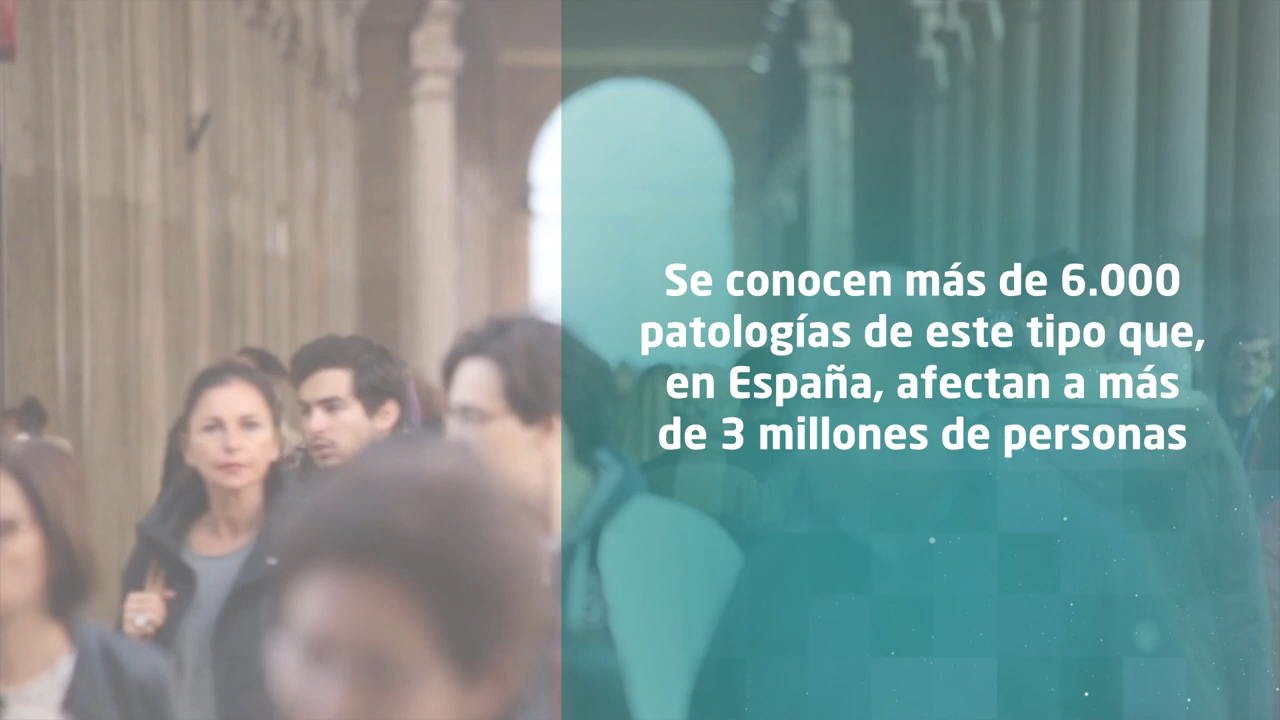 Se conocen más de 6.000
patologías de este tipo que,
en España, afectan a más
de 3 millones de personas